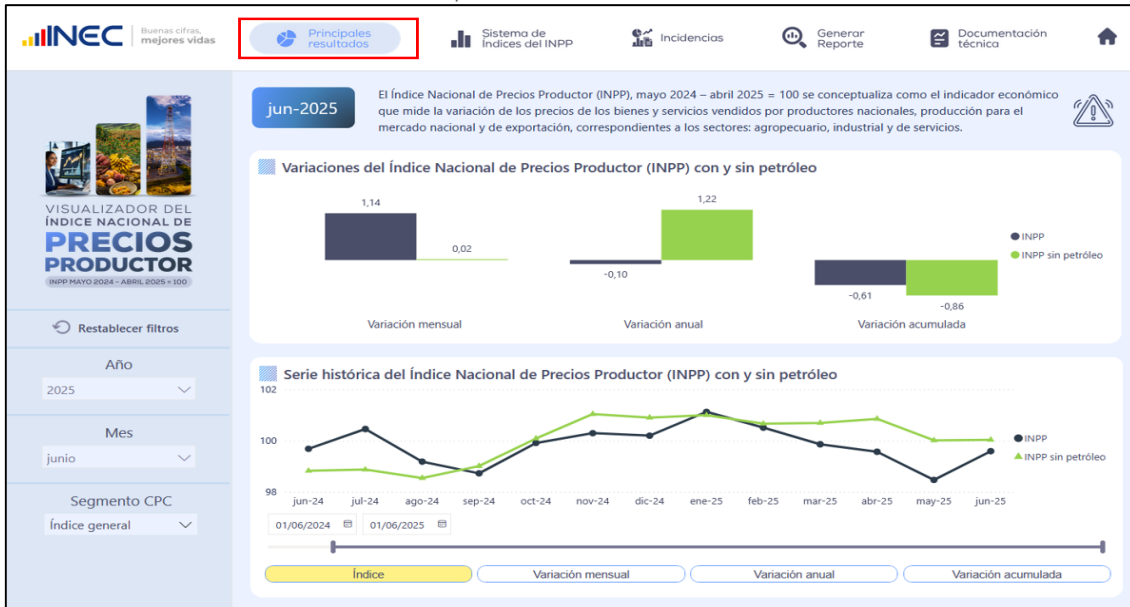 INEC
Buenas cifras,
mejores vidas
Principales
resultados
Sistema de
Índices del INPP
Incidencias
Generar
Reporte
Documentación
técnica
VISUALIZADOR DEL
ÍNDICE NACIONAL DE
PRECIOS
PRODUCTOR
INPP MAYO 2024 - ABRIL 2025 = 100
Restablecer filtros
Año
2025
Mes
junio
Segmento CPC
Índice general
jun-2025
El Índice Nacional de Precios Productor (INPP), mayo 2024 – abril 2025 = 100 se conceptualiza como el indicador económico
que mide la variación de los precios de los bienes y servicios vendidos por productores nacionales, producción para el
mercado nacional y de exportación, correspondientes a los sectores: agropecuario, industrial y de servicios.
Variaciones del Índice Nacional de Precios Productor (INPP) con y sin petróleo
1,14
0,02
-0,10
1,22
-0,61
-0,86
INPP
INPP sin petróleo
Variación mensual
Variación anual
Variación acumulada
Serie histórica del Índice Nacional de Precios Productor (INPP) con y sin petróleo
102
100
98
INPP
INPP sin petróleo
jun-24 jul-24 ago-24 sep-24 oct-24 nov-24 dic-24 ene-25 feb-25 mar-25 abr-25 may-25 jun-25
01/06/2024 01/06/2025
Índice
Variación mensual
Variación anual
Variación acumulada